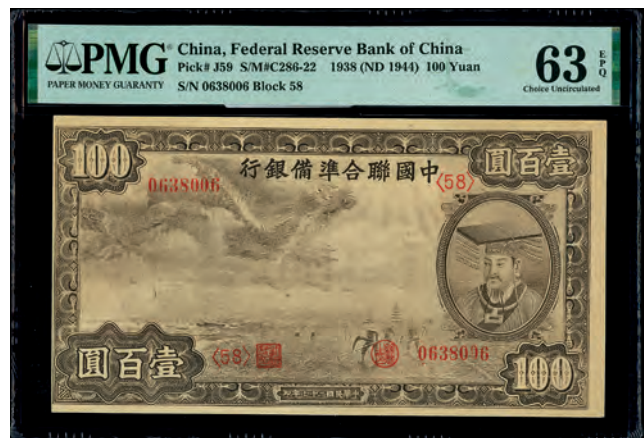 PMG
PAPER MONEY GUARANTY
China, Federal Reserve Bank of China
Pick# J59 S/M#C286-22 1938 (ND 1944) 100 Yuan
S/N 0638006 Block 58
63 EPQ
Choice Uncirculated
100
行銀備準合聯國中
圓百壹
0638006
〈58〉
圓百壹
〈58〉
0638006
100